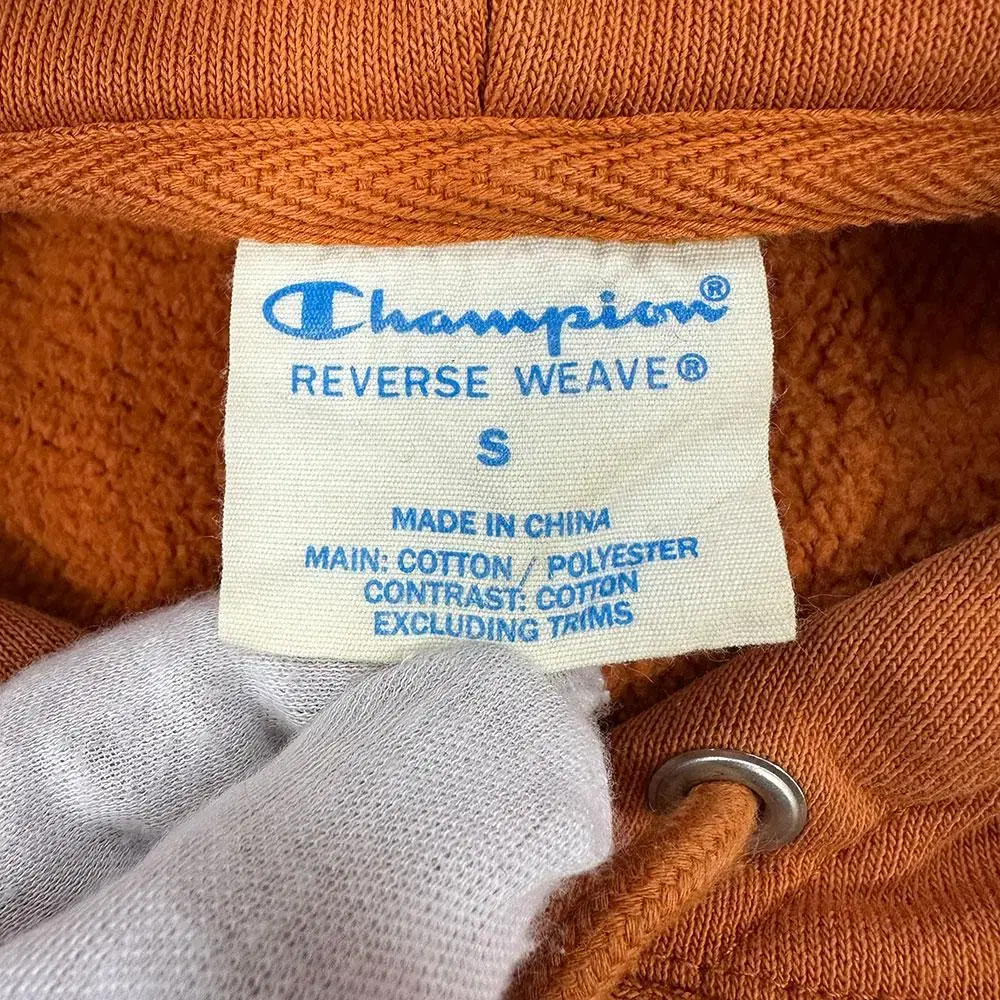 Champion®
REVERSE WEAVE®
S
MADE IN CHINA
MAIN: COTTON / POLYESTER
CONTRAST: COTTON
EXCLUDING TRIMS